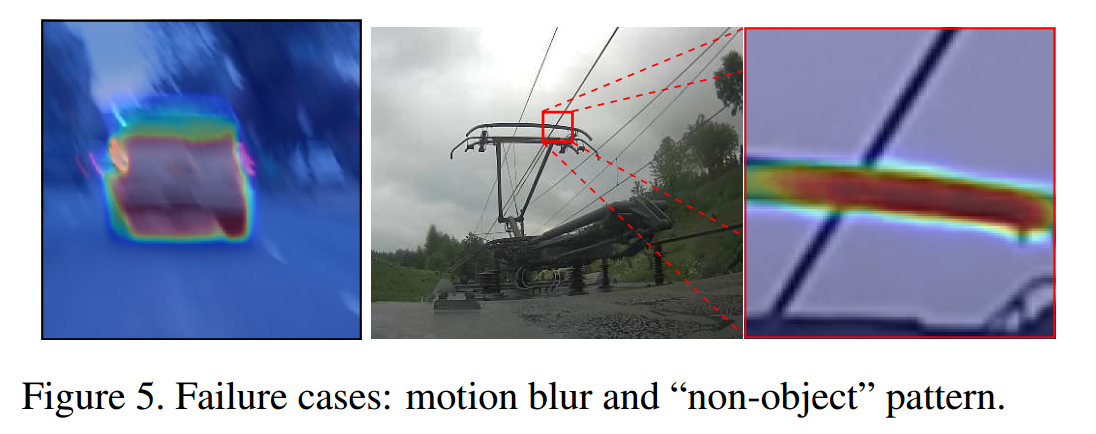 Figure 5. Failure cases: motion blur and “non-object” pattern.